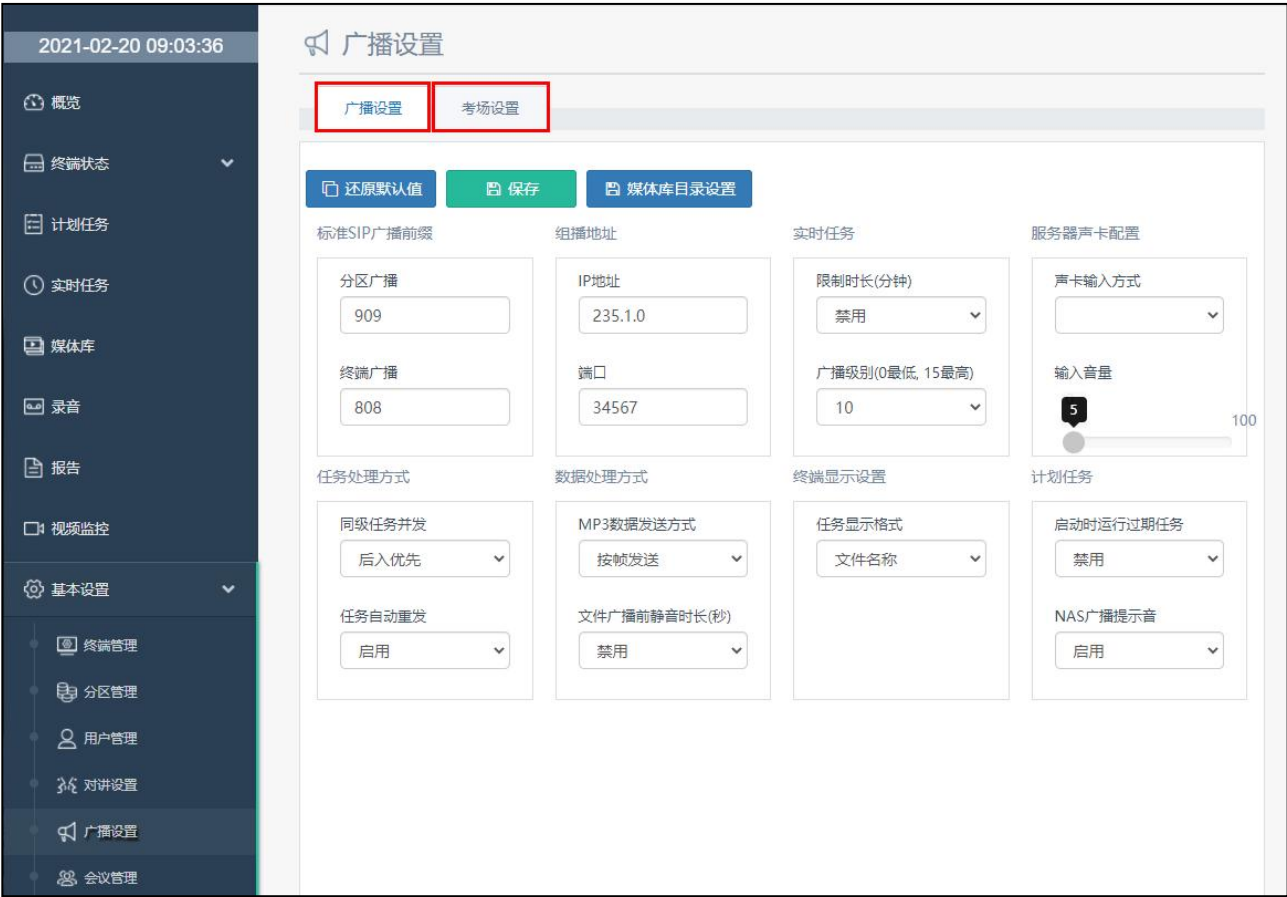 2021-02-20 09:03:36
概览
终端状态
计划任务
实时任务
媒体库
录音
报告
视频监控
基本设置
终端管理
分区管理
用户管理
对讲设置
广播设置
会议管理
广播设置
广播设置 考场设置
还原默认值 保存 媒体库目录设置
标准SIP广播前缀 组播地址 实时任务 服务器声卡配置
分区广播 IP地址 限制时长(分钟) 声卡输入方式
909 235.1.0 禁用
终端广播 端口 广播级别(0最低, 15最高) 输入音量
808 34567 10 5 100
任务处理方式 数据处理方式 终端显示设置 计划任务
同级任务并发 MP3数据发送方式 任务显示格式 启动时运行过期任务
后入优先 按帧发送 文件名称 禁用
任务自动重发 文件广播前静音时长(秒) NAS广播提示音
启用 禁用 启用